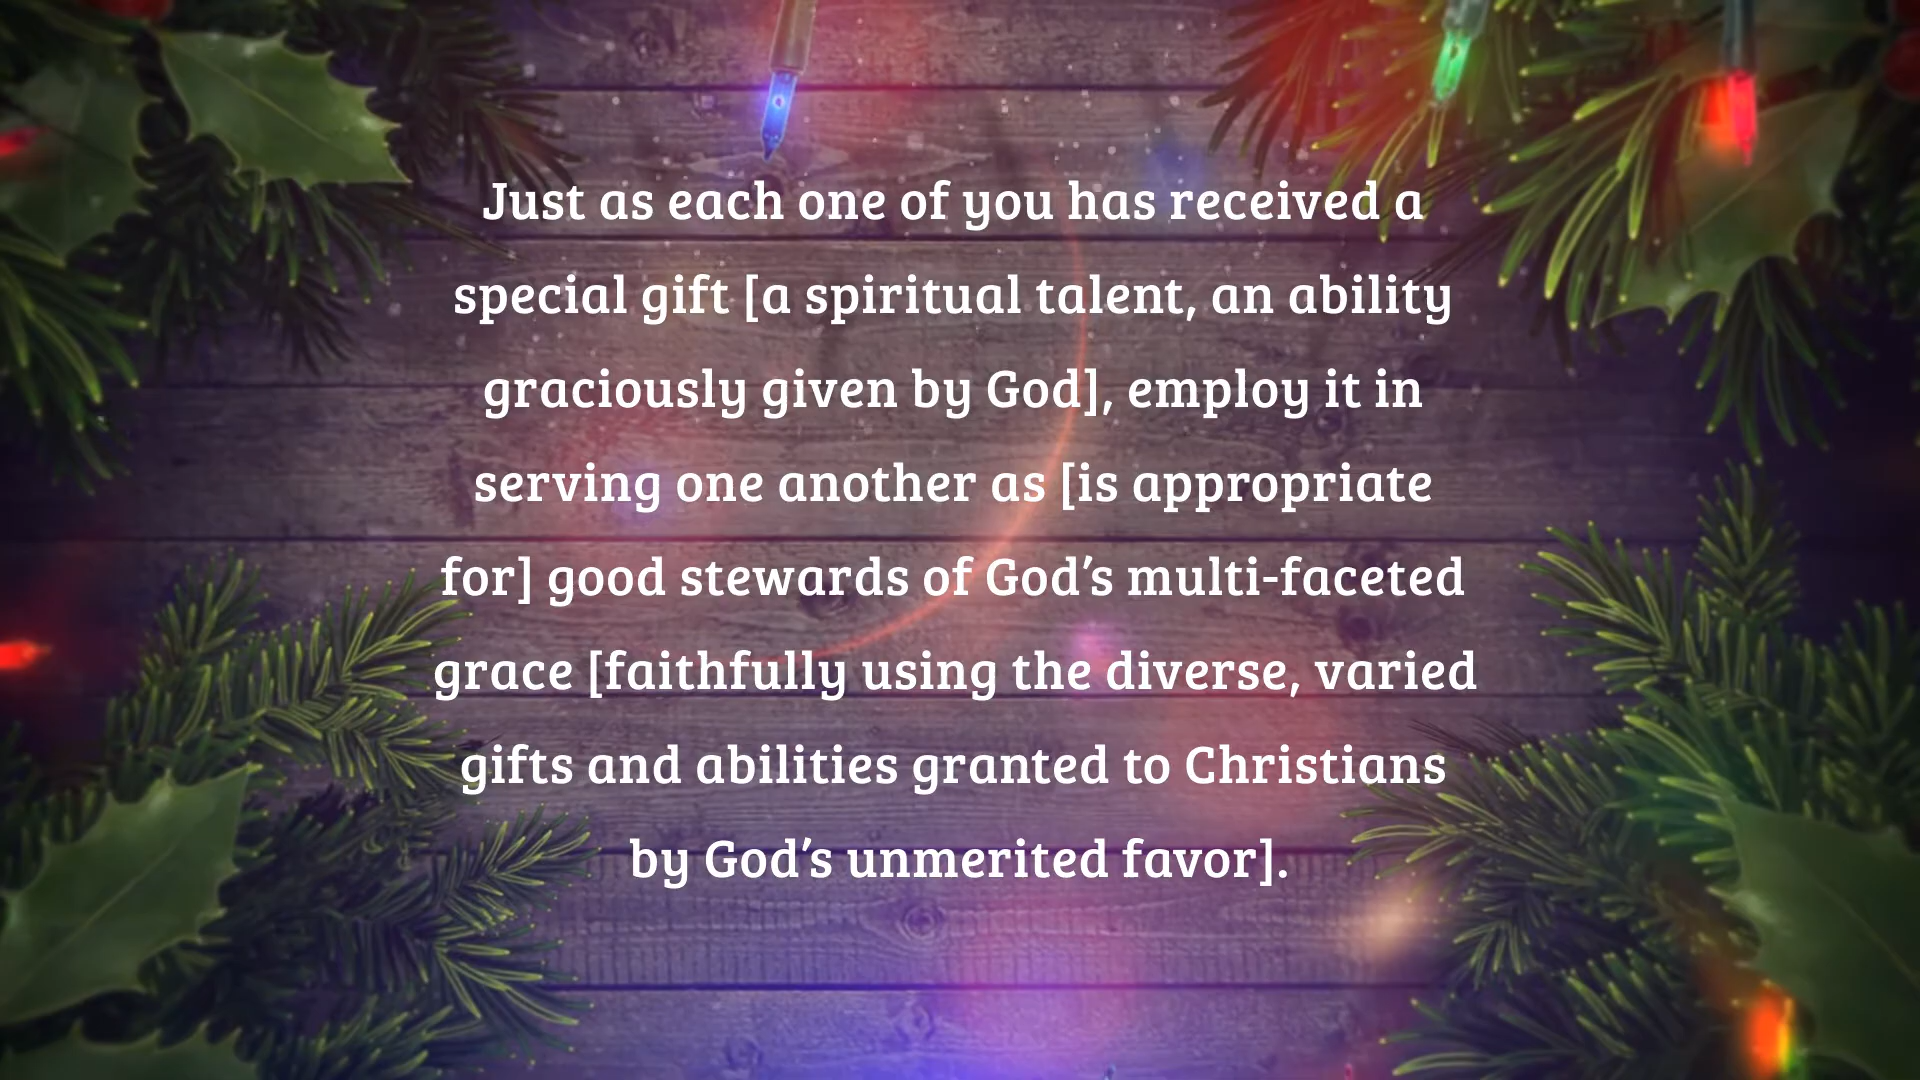 Just as each one of you has received a
special gift [a spiritual talent, an ability
graciously given by God], employ it in
serving one another as [is appropriate
for] good stewards of God’s multi-faceted
grace [faithfully using the diverse, varied
gifts and abilities granted to Christians
by God’s unmerited favor].